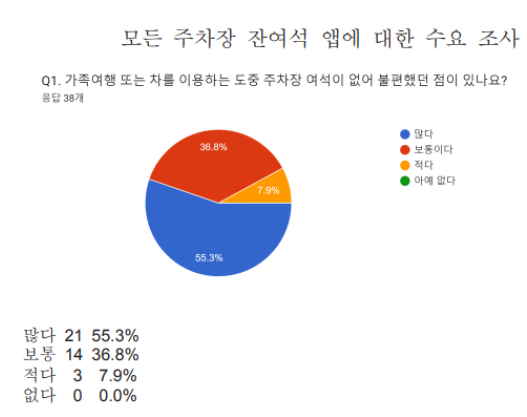 모든 주차장 잔여석 앱에 대한 수요 조사
Q1. 가족여행 또는 차를 이용하는 도중 주차장 여석이 없어 불편했던 점이 있나요?
응답 38개
많다
보통이다
적다
아예 없다
36.8%
7.9%
55.3%
많다 21 55.3%
보통 14 36.8%
적다 3 7.9%
없다 0 0.0%